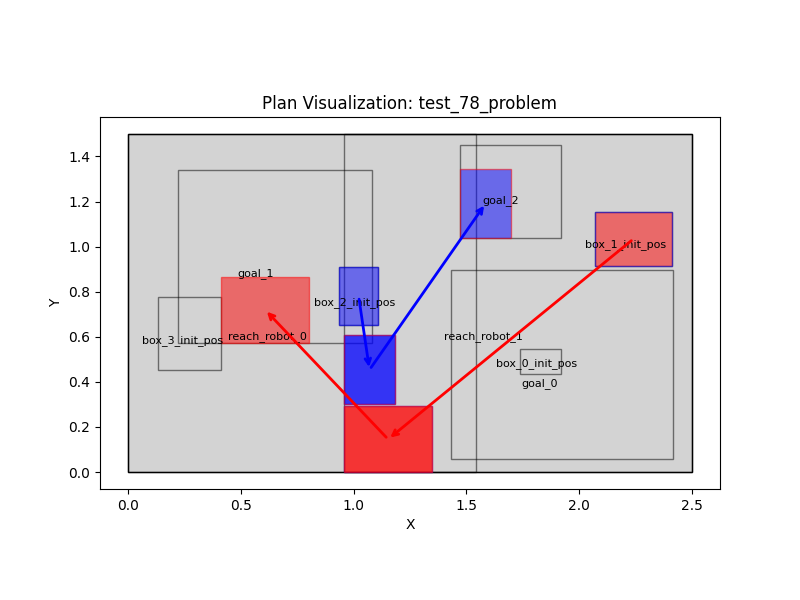 Plan Visualization: test_78_problem
1.4
1.2
1.0
0.8
0.6
0.4
0.2
0.0
Y
goal_2
box_1_init_pos
goal_1
box_2_init_pos
box_3_init_pos
reach_robot_0
reach_robot_1
box_0_init_pos
goal_0
0.0
0.5
1.0
1.5
2.0
2.5
X